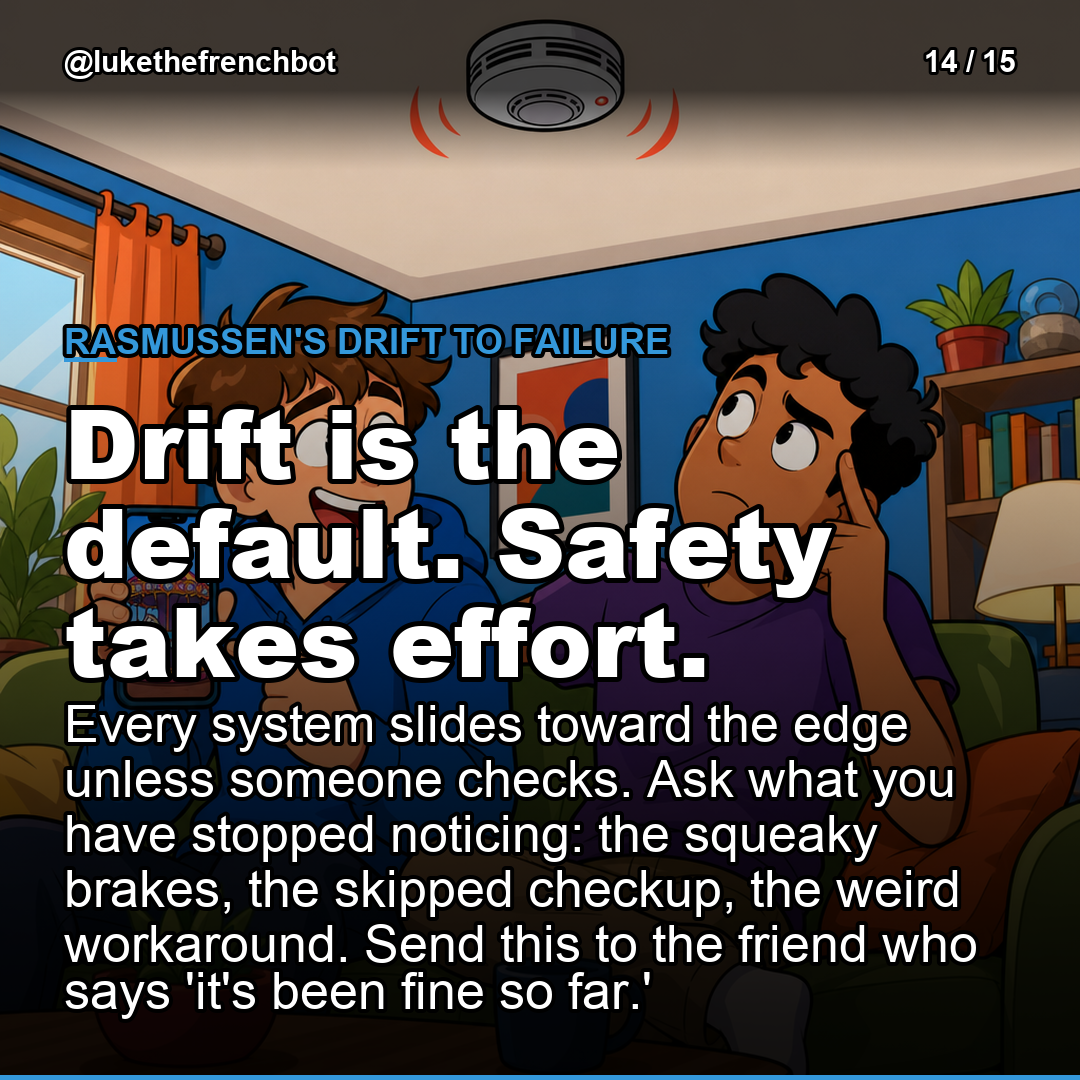 @lukethefrenchbot
14 / 15
RASMUSSEN'S DRIFT TO FAILURE
Drift is the
default. Safety
takes effort.
Every system slides toward the edge
unless someone checks. Ask what you
have stopped noticing: the squeaky
brakes, the skipped checkup, the weird
workaround. Send this to the friend who
says 'it's been fine so far.'